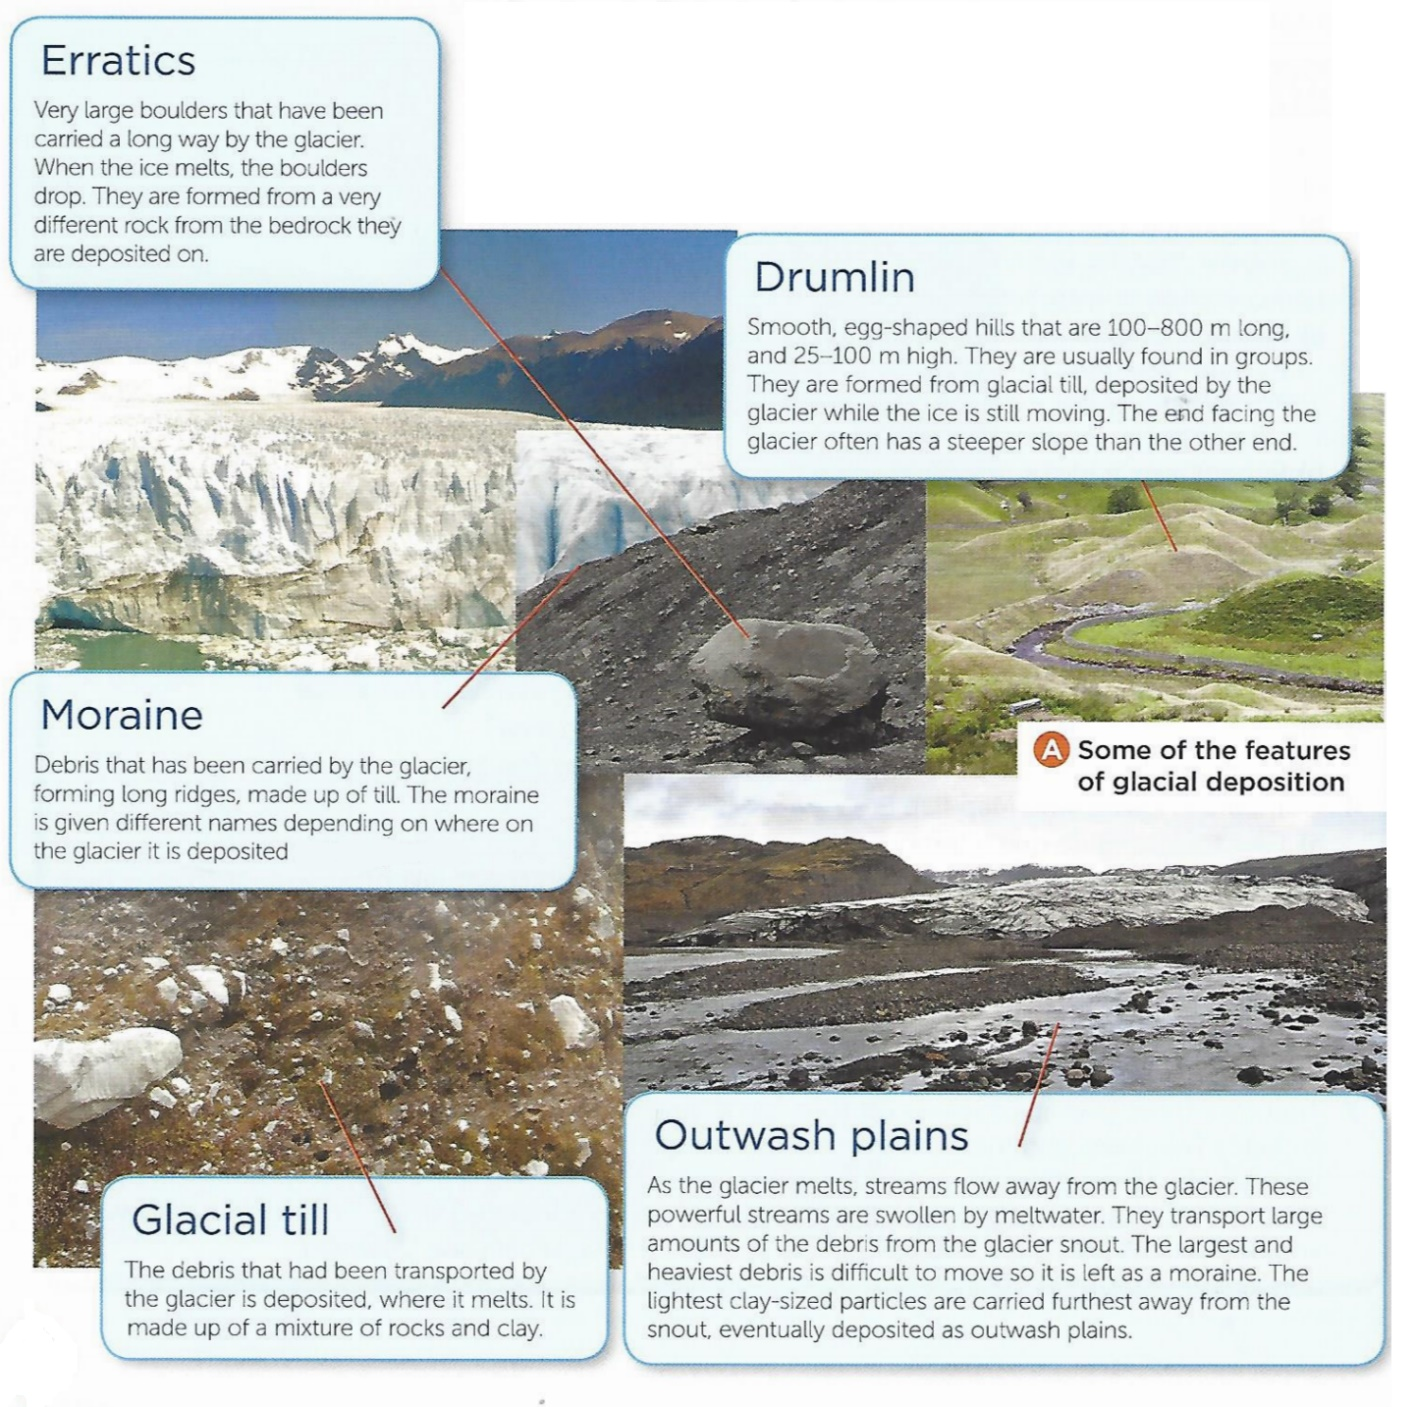 Erratics
Very large boulders that have been
carried a long way by the glacier.
When the ice melts, the boulders
drop. They are formed from a very
different rock from the bedrock they
are deposited on.
Drumlin
Smooth, egg-shaped hills that are 100–800 m long,
and 25–100 m high. They are usually found in groups.
They are formed from glacial till, deposited by the
glacier while the ice is still moving. The end facing the
glacier often has a steeper slope than the other end.
Moraine
Debris that has been carried by the glacier,
forming long ridges, made up of till. The moraine
is given different names depending on where on
the glacier it is deposited
A Some of the features
of glacial deposition
Glacial till
The debris that had been transported by
the glacier is deposited, where it melts. It is
made up of a mixture of rocks and clay.
Outwash plains
As the glacier melts, streams flow away from the glacier. These
powerful streams are swollen by meltwater. They transport large
amounts of the debris from the glacier snout. The largest and
heaviest debris is difficult to move so it is left as a moraine. The
lightest clay-sized particles are carried furthest away from the
snout, eventually deposited as outwash plains.